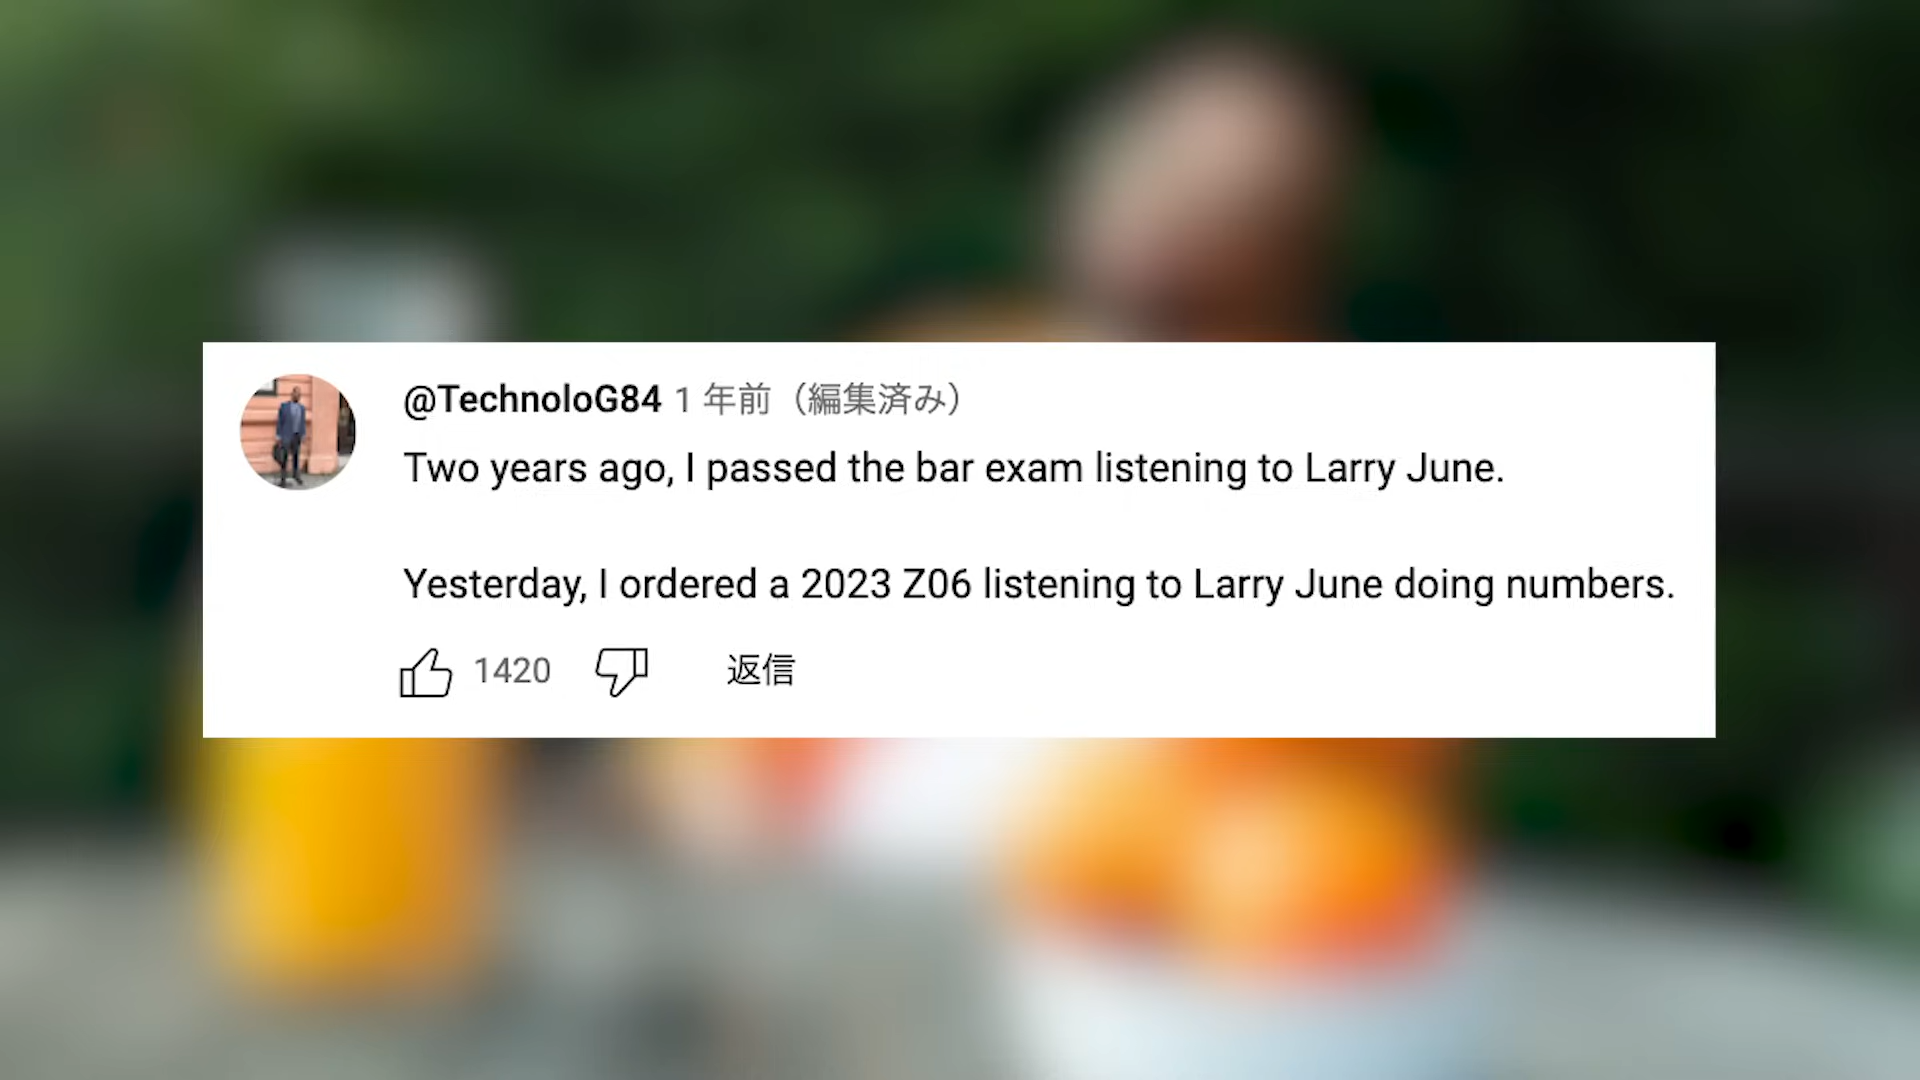 @TechnoloG84 1 年前（編集済み）
Two years ago, I passed the bar exam listening to Larry June.
Yesterday, I ordered a 2023 Z06 listening to Larry June doing numbers.
1420 返信